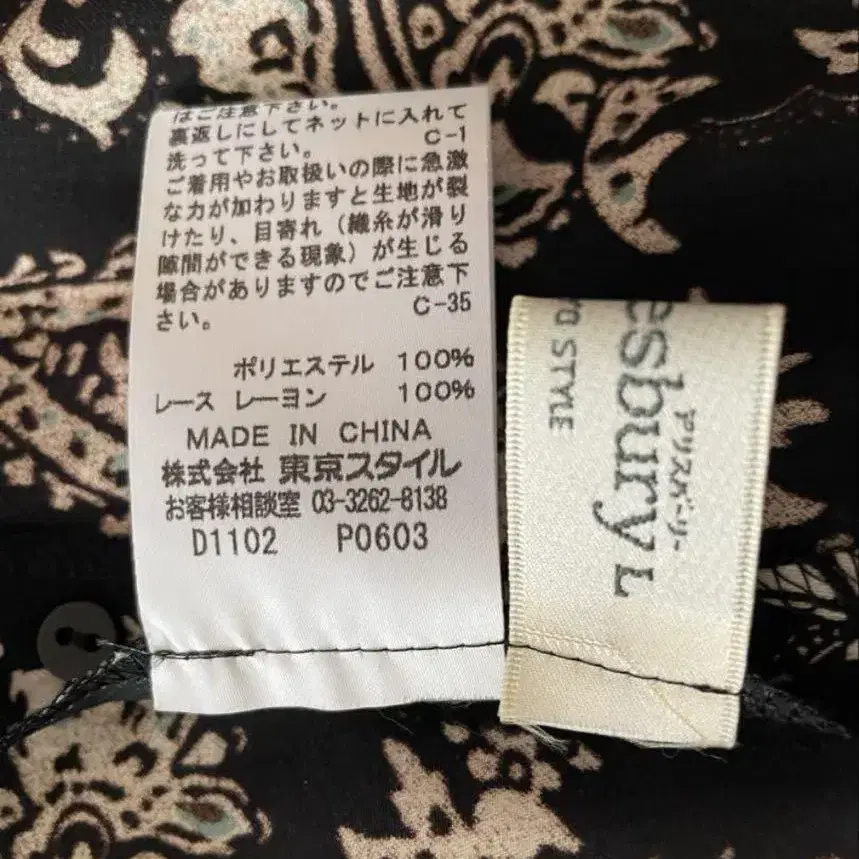 はご注意下さい。
裏返しにしてネットに入れて
洗って下さい。 C-1
ご着用やお取扱いの際に急激
な力が加わりますと生地が裂
けたり、目寄れ（織糸が滑り
隙間ができる現象）が生じる
場合がありますのでご注意下
さい。 C-35
ポリエステル 100%
レース レーヨン 100%
MADE IN CHINA
株式会社 東京スタイル
お客様相談室 03-3262-8138
D1102 P0603
アリスバーリー
esbury L
YO STYLE